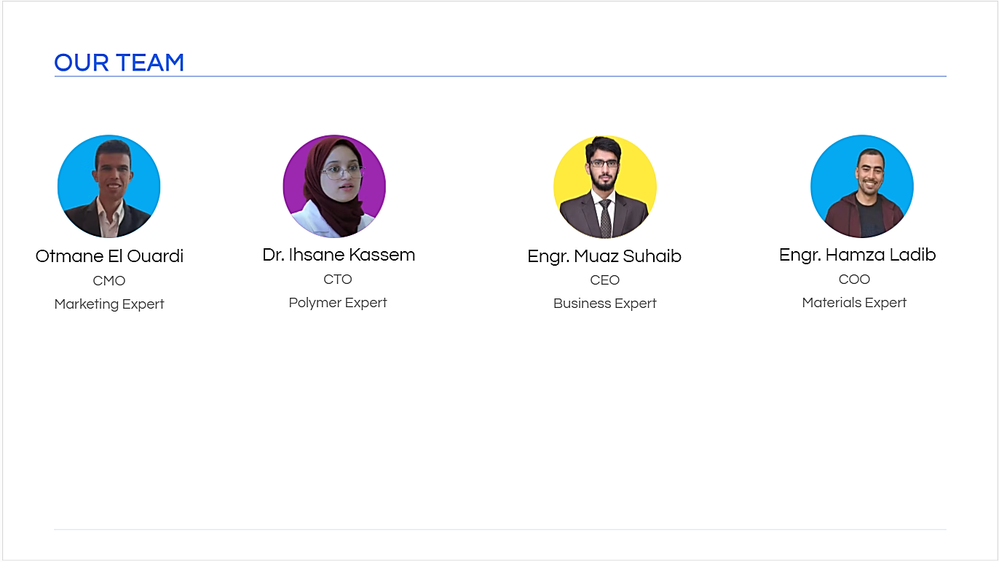 OUR TEAM
Otmane El Ouardi
CMO
Marketing Expert
Dr. Ihsane Kassem
CTO
Polymer Expert
Engr. Muaz Suhaib
CEO
Business Expert
Engr. Hamza Ladib
COO
Materials Expert